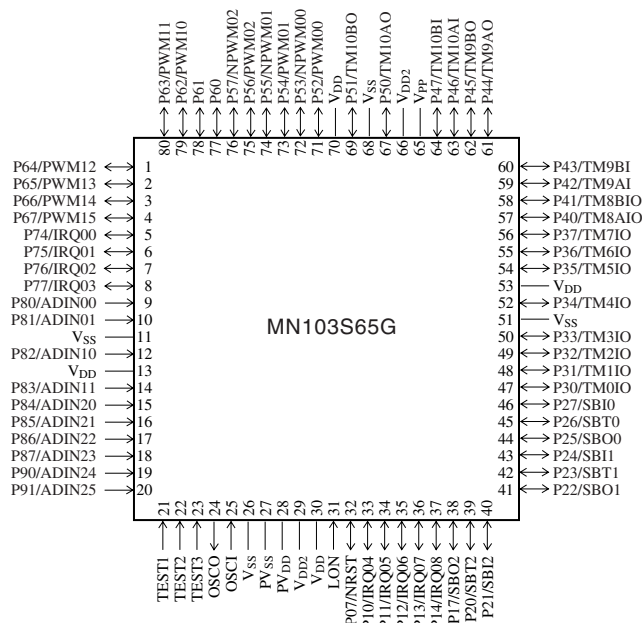 P63/PWM11
P62/PWM10
P61
P60
P57/NPWM02
P56/PWM02
P55/NPWM01
P54/PWM01
P53/NPWM00
P52/PWM00
VDD
P51/TM10BO
VSS
P50/TM10AO
VDD2
VPP
P47/TM10BI
P46/TM10AI
P45/TM9BO
P44/TM9AO
80
79
78
77
76
75
74
73
72
71
70
69
68
67
66
65
64
63
62
61
P64/PWM12 1
P65/PWM13 2
P66/PWM14 3
P67/PWM15 4
P74/IRQ00 5
P75/IRQ01 6
P76/IRQ02 7
P77/IRQ03 8
P80/ADIN00 9
P81/ADIN01 10
VSS 11
P82/ADIN10 12
VDD 13
P83/ADIN11 14
P84/ADIN20 15
P85/ADIN21 16
P86/ADIN22 17
P87/ADIN23 18
P90/ADIN24 19
P91/ADIN25 20
MN103S65G
60 P43/TM9BI
59 P42/TM9AI
58 P41/TM8BIO
57 P40/TM8AIO
56 P37/TM7IO
55 P36/TM6IO
54 P35/TM5IO
53 VDD
52 P34/TM4IO
51 VSS
50 P33/TM3IO
49 P32/TM2IO
48 P31/TM1IO
47 P30/TM0IO
46 P27/SBI0
45 P26/SBT0
44 P25/SBO0
43 P24/SBI1
42 P23/SBT1
41 P22/SBO1
21
22
23
24
25
26
27
28
29
30
31
32
33
34
35
36
37
38
39
40
TEST1
TEST2
TEST3
OSCO
OSCI
VSS
PVSS
PVDD
VDD2
VDD
LON
P07/NRST
P10/IRQ04
P11/IRQ05
P12/IRQ06
P13/IRQ07
P14/IRQ08
P17/SBO2
P20/SBT2
P21/SBI2